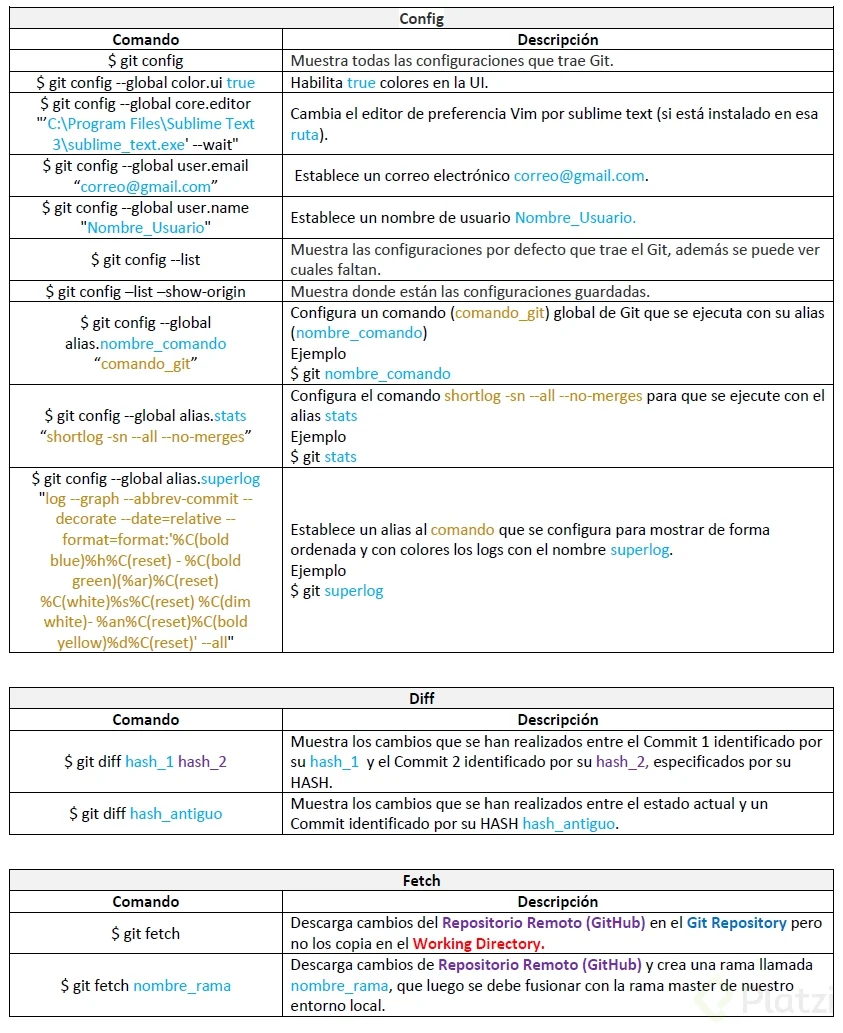 Config
Comando Descripción
$ git config Muestra todas las configuraciones que trae Git.
$ git config --global color.ui true Habilita true colores en la UI.
$ git config --global core.editor
"'C:\Program Files\Sublime Text
3\sublime_text.exe' --wait"
Cambia el editor de preferencia Vim por sublime text (si está instalado en esa
ruta).
$ git config --global user.email
“correo@gmail.com”
Establece un correo electrónico correo@gmail.com.
$ git config --global user.name
"Nombre_Usuario"
Establece un nombre de usuario Nombre_Usuario.
$ git config --list
Muestra las configuraciones por defecto que trae el Git, además se puede ver
cuales faltan.
$ git config –list –show-origin Muestra donde están las configuraciones guardadas.
$ git config --global
alias.nombre_comando
“comando_git”
Configura un comando (comando_git) global de Git que se ejecuta con su alias
(nombre_comando)
Ejemplo
$ git nombre_comando
$ git config --global alias.stats
“shortlog -sn --all --no-merges”
Configura el comando shortlog -sn --all --no-merges para que se ejecute con el
alias stats
Ejemplo
$ git stats
$ git config --global alias.superlog
"log --graph --abbrev-commit --
decorate --date=relative --
format=format:'%C(bold
blue)%h%C(reset) - %C(bold
green)(%ar)%C(reset)
%C(white)%s%C(reset) %C(dim
white)- %an%C(reset)%C(bold
yellow)%d%C(reset)' --all"
Establece un alias al comando que se configura para mostrar de forma
ordenada y con colores los logs con el nombre superlog.
Ejemplo
$ git superlog
Diff
Comando Descripción
$ git diff hash_1 hash_2
Muestra los cambios que se han realizados entre el Commit 1 identificado por
su hash_1 y el Commit 2 identificado por su hash_2, especificados por su
HASH.
$ git diff hash_antiguo
Muestra los cambios que se han realizados entre el estado actual y un
Commit identificado por su HASH hash_antiguo.
Fetch
Comando Descripción
$ git fetch
Descarga cambios del Repositorio Remoto (GitHub) en el Git Repository pero
no los copia en el Working Directory.
$ git fetch nombre_rama
Descarga cambios de Repositorio Remoto (GitHub) y crea una rama llamada
nombre_rama, que luego se debe fusionar con la rama master de nuestro
entorno local.
Platzi